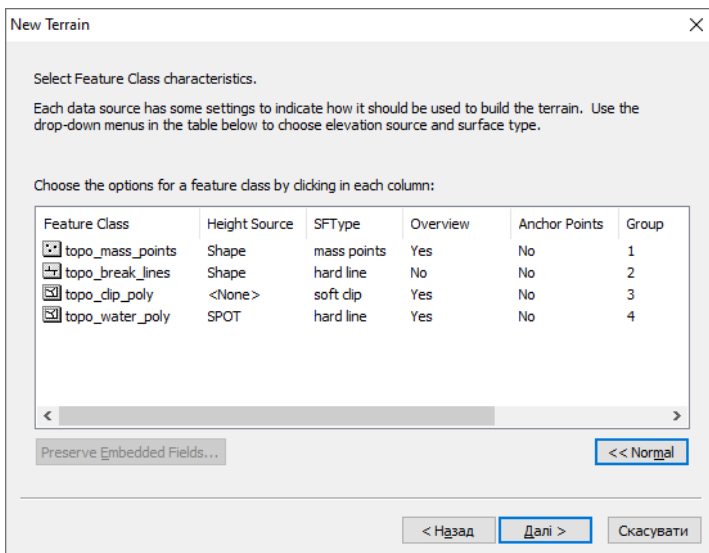 New Terrain
Select Feature Class characteristics.
Each data source has some settings to indicate how it should be used to build the terrain. Use the
drop-down menus in the table below to choose elevation source and surface type.
Choose the options for a feature class by clicking in each column:
Feature Class Height Source SFType Overview Anchor Points Group
topo_mass_points Shape mass points Yes No 1
topo_break_lines Shape hard line No No 2
topo_clip_poly <None> soft clip Yes No 3
topo_water_poly SPOT hard line Yes No 4
Preserve Embedded Fields... << Normal
< Назад Далі > Скасувати